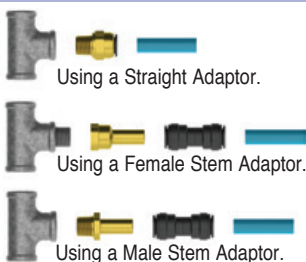 Using a Straight Adaptor.
Using a Female Stem Adaptor.
Using a Male Stem Adaptor.